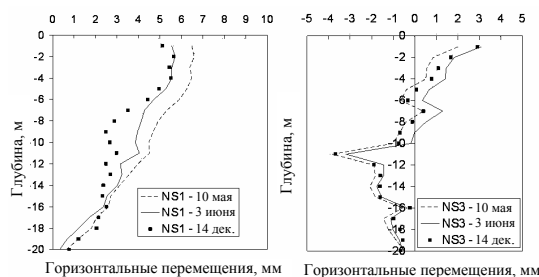 0 1 2 3 4 5 6 7 8 9 10
0
-2
-4
-6
-8
-10
-12
-14
-16
-18
-20
Глубина, м
NS1 - 10 мая
NS1 - 3 июня
NS1 - 14 дек.
Горизонтальные перемещения, мм
-5 -4 -3 -2 -1 0 1 2 3 4 5
0
-2
-4
-6
-8
-10
-12
-14
-16
-18
-20
Глубина, м
NS3 - 10 мая
NS3 - 3 июня
NS3 - 14 дек.
Горизонтальные перемещения, мм